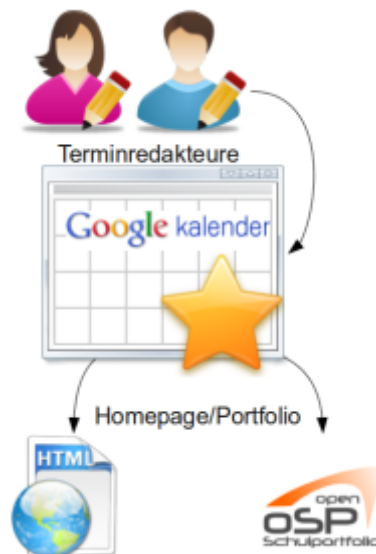 Terminredakteure
Google kalender
Homepage/Portfolio
HTML
open
oSP
Schulportfolio